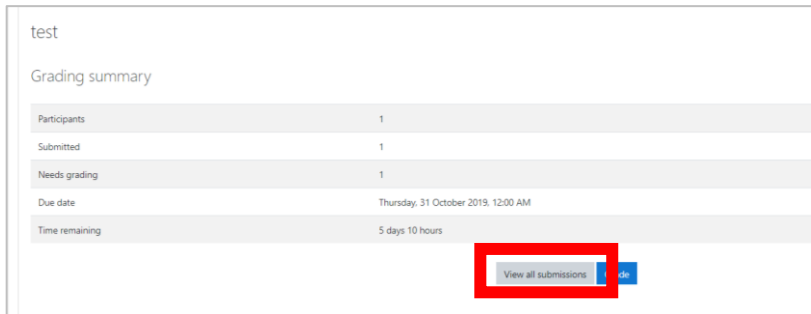 test
Grading summary
Participants 1
Submitted 1
Needs grading 1
Due date Thursday, 31 October 2019, 12:00 AM
Time remaining 5 days 10 hours
View all submissions